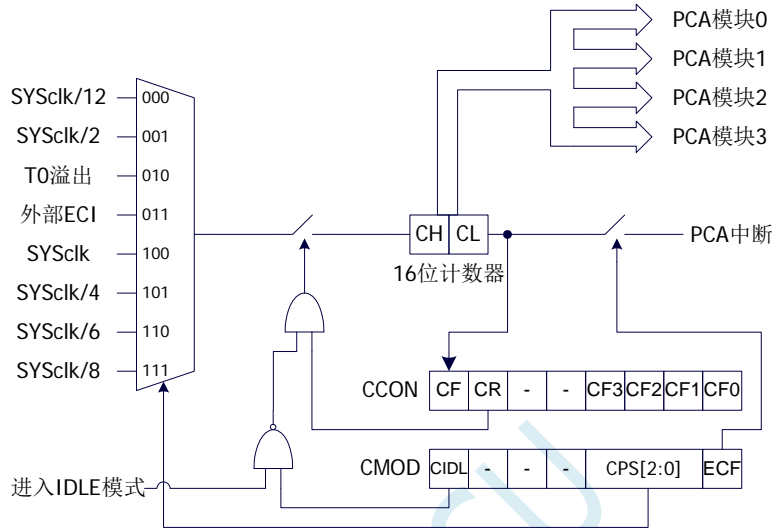 PCA模块0
PCA模块1
PCA模块2
PCA模块3
SYSclk/12 000
SYSclk/2 001
T0溢出 010
外部ECI 011
SYSclk 100
SYSclk/4 101
SYSclk/6 110
SYSclk/8 111
CH CL
16位计数器
PCA中断
CCON CF CR - - CF3 CF2 CF1 CF0
CMOD CIDL - - - CPS[2:0] ECF
进入IDLE模式